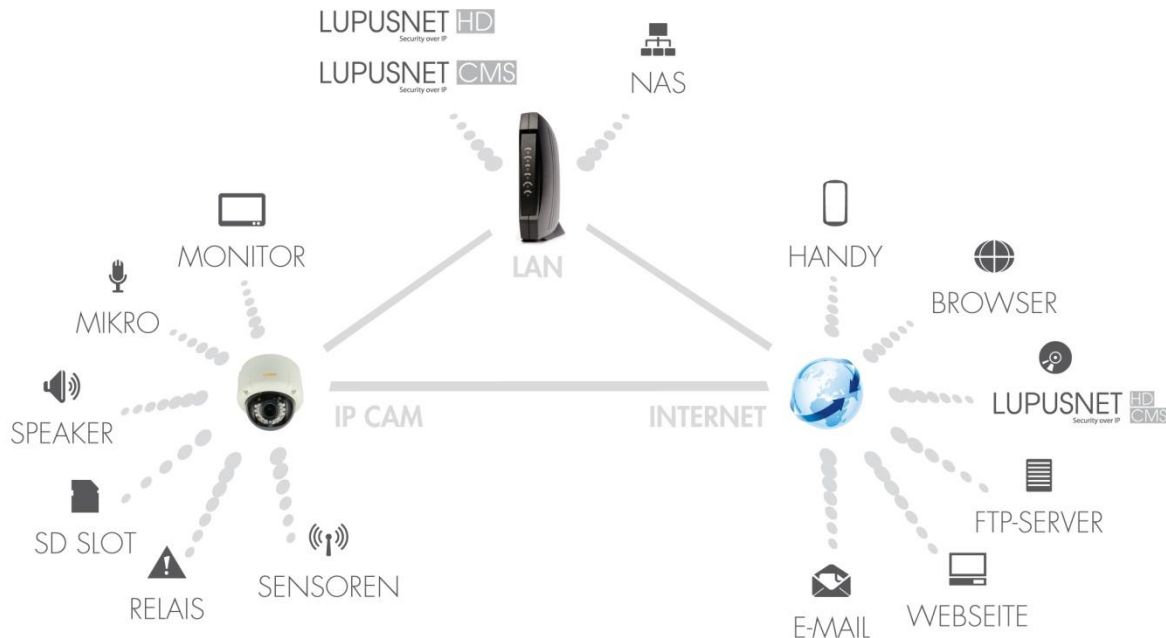 LUPUSNET HD
Security over IP
LUPUSNET CMS
Security over IP
NAS
MONITOR
MIKRO
SPEAKER
SD SLOT
RELAIS
SENSOREN
IP CAM
LAN
INTERNET
HANDY
BROWSER
LUPUSNET HD
CMS
Security over IP
FTP-SERVER
WEBSEITE
E-MAIL